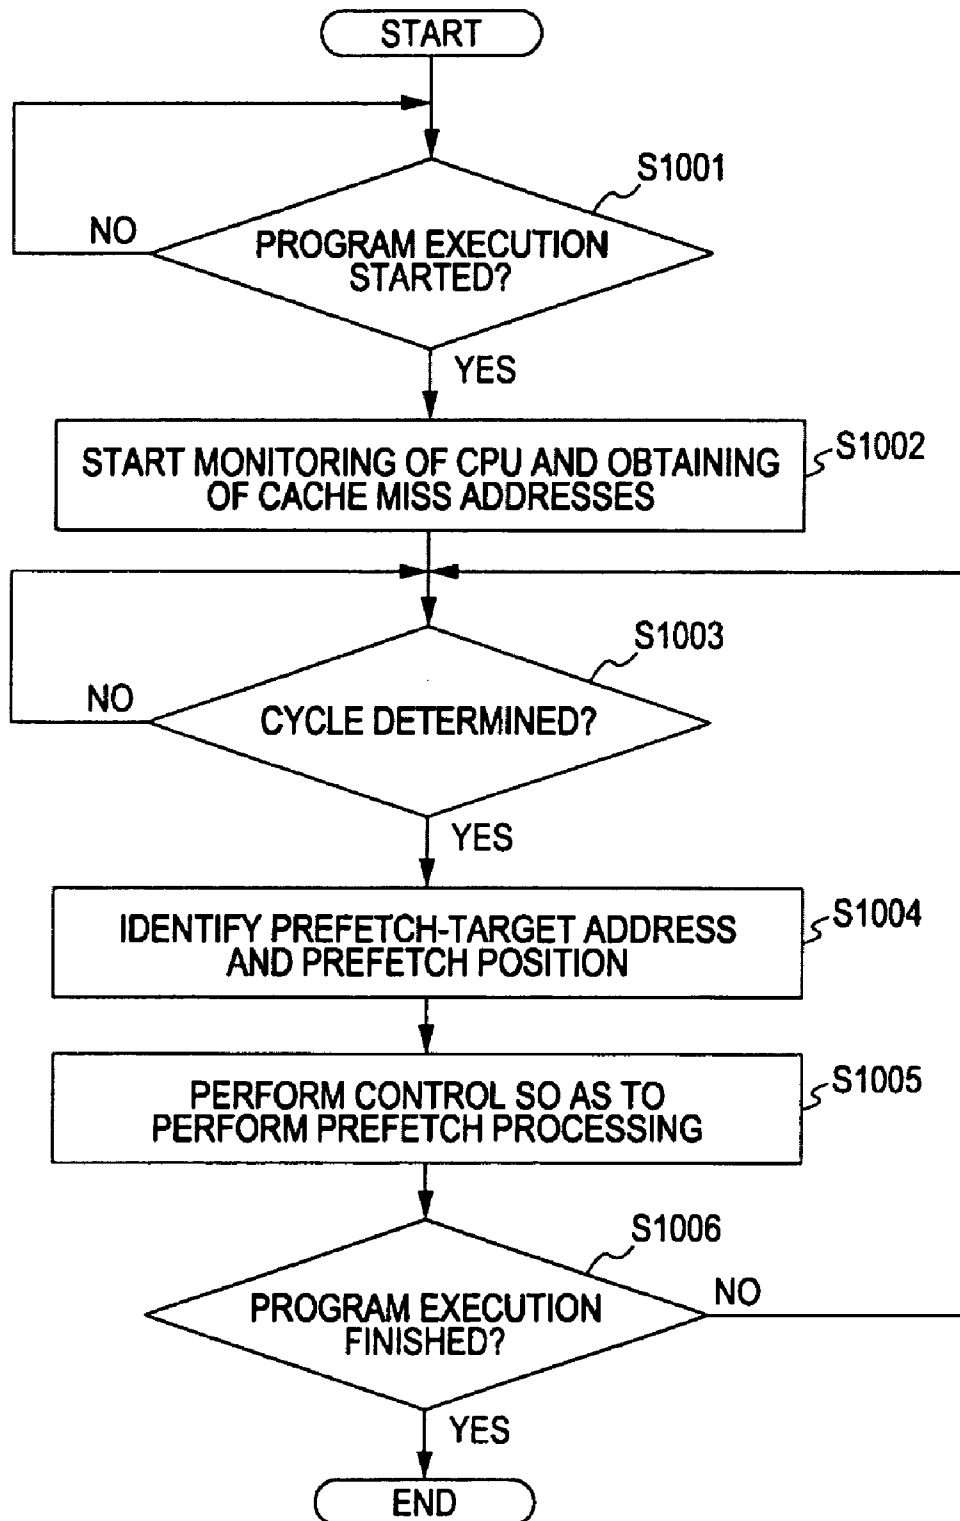 START
S1001
NO
PROGRAM EXECUTION
STARTED?
YES
START MONITORING OF CPU AND OBTAINING
OF CACHE MISS ADDRESSES
S1002
S1003
NO
CYCLE DETERMINED?
YES
IDENTIFY PREFETCH-TARGET ADDRESS
AND PREFETCH POSITION
S1004
PERFORM CONTROL SO AS TO
PERFORM PREFETCH PROCESSING
S1005
S1006
PROGRAM EXECUTION
FINISHED?
NO
YES
END